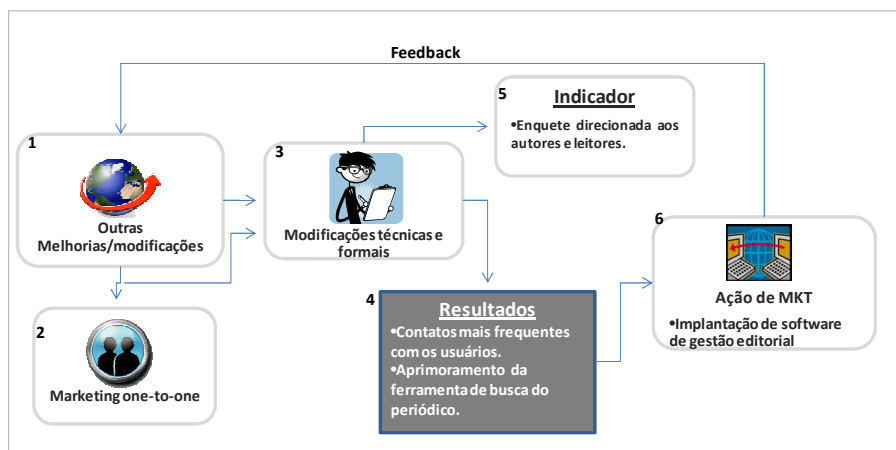 Feedback
1
Outras
Melhorias/modificações
2
Marketing one-to-one
3
Modificações técnicas e
formais
4
Resultados
•Contatos mais frequentes
com os usuários.
•Aprimoramento da
ferramenta de busca do
periódico.
5
Indicador
•Enquete direcionada aos
autores e leitores.
6
Ação de MKT
•Implantação de software
de gestão editorial